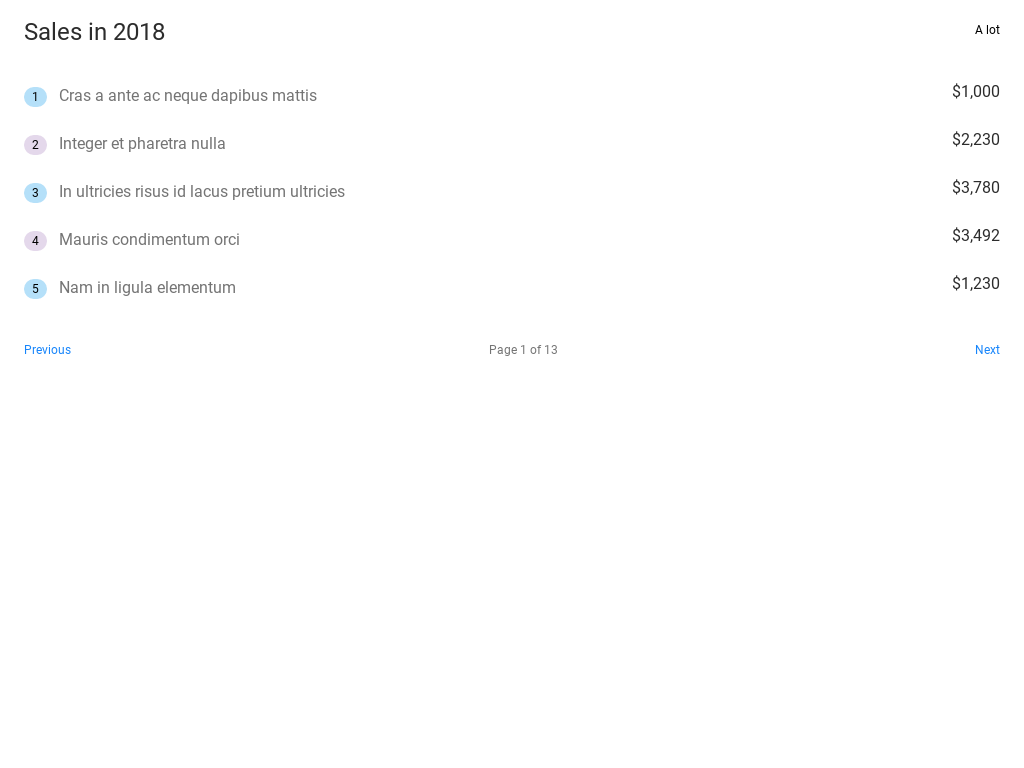 Sales in 2018 A lot
1 Cras a ante ac neque dapibus mattis $1,000
2 Integer et pharetra nulla $2,230
3 In ultricies risus id lacus pretium ultricies $3,780
4 Mauris condimentum orci $3,492
5 Nam in ligula elementum $1,230
Previous Page 1 of 13 Next